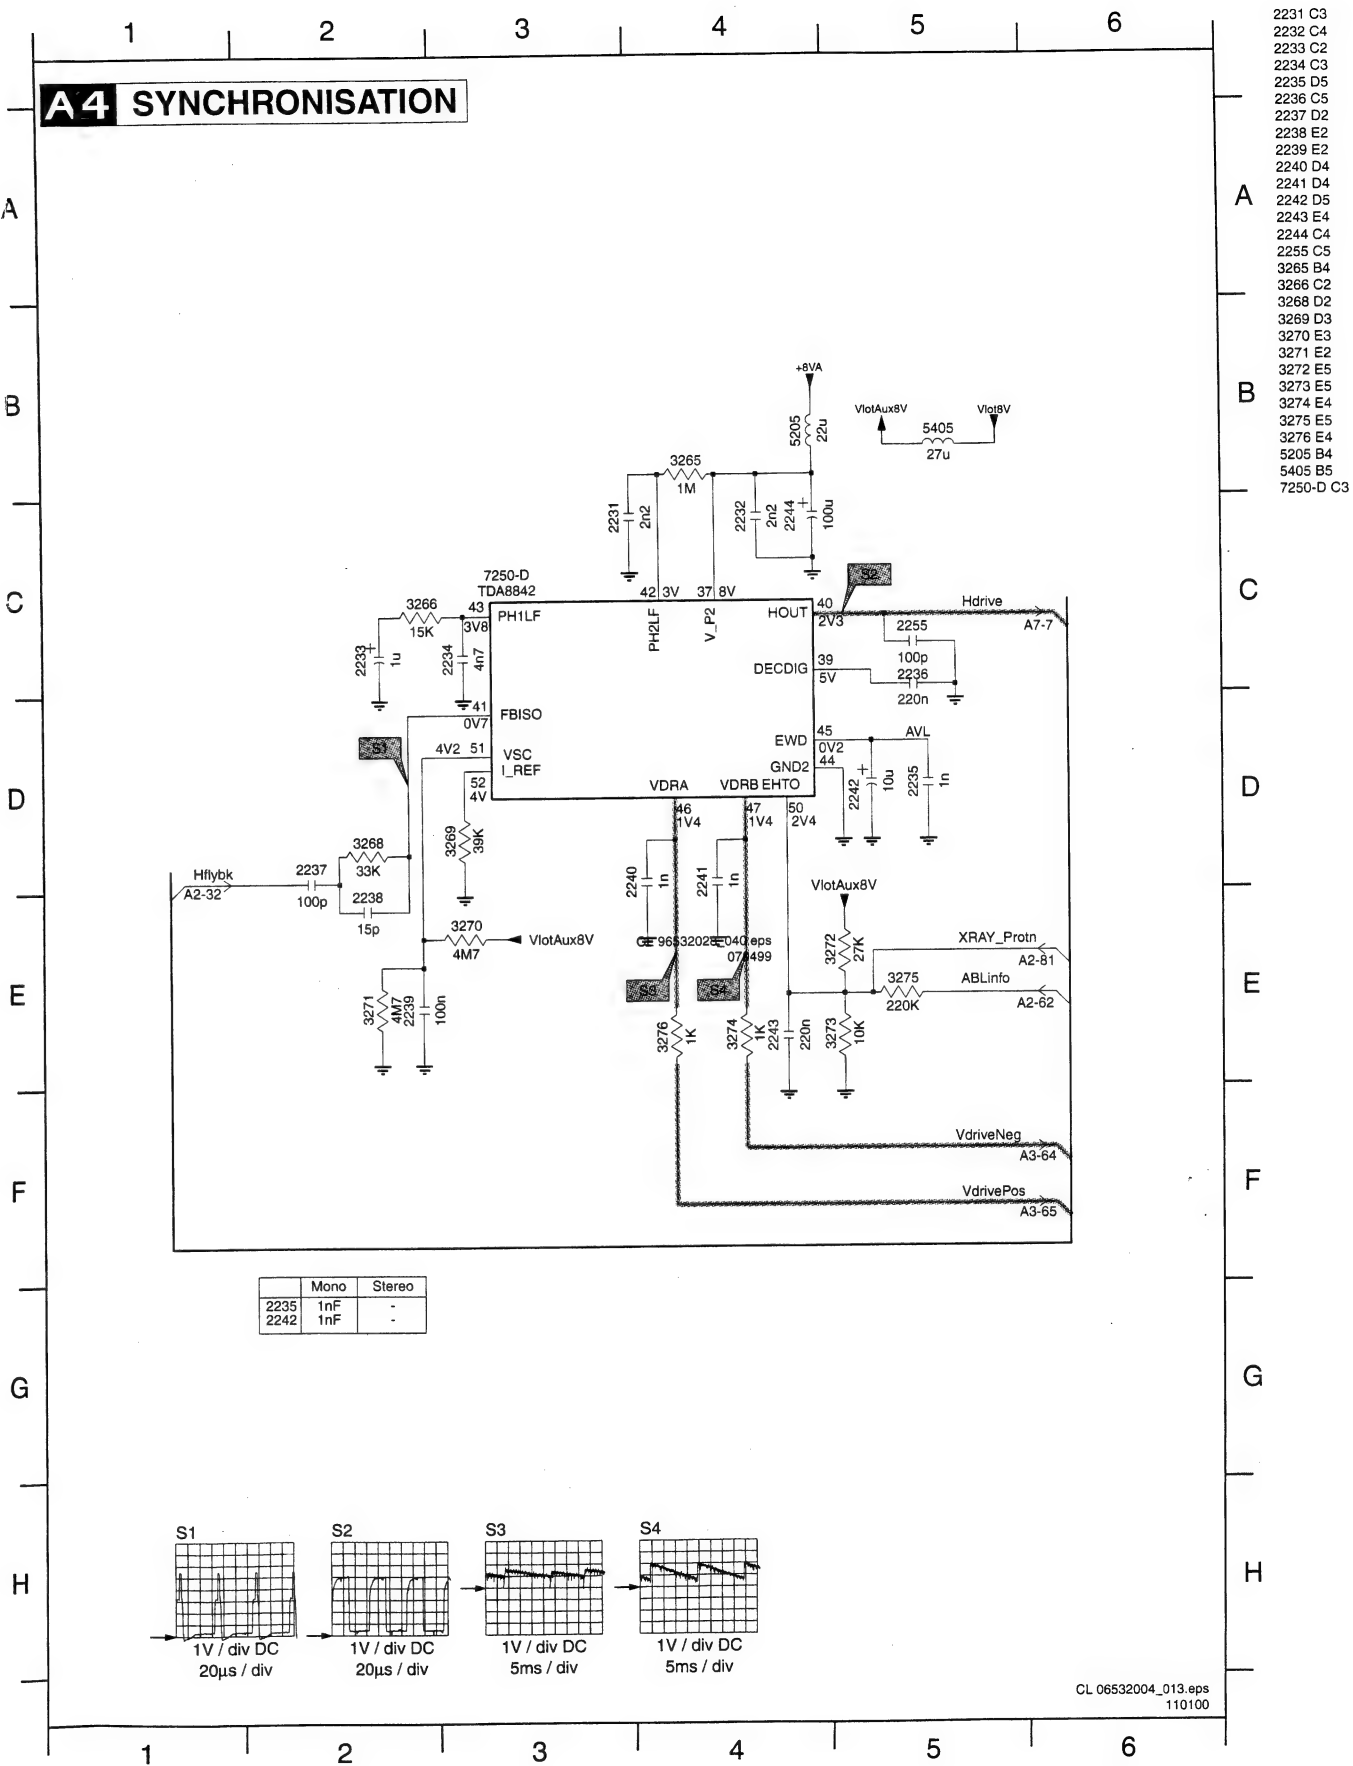 1 2 3 4 5 6
A4 SYNCHRONISATION
2231 C3
2232 C4
2233 C2
2234 C3
2235 D5
2236 C5
2237 D2
2238 E2
2239 E2
2240 D4
2241 D4
2242 D5
2243 E4
2244 C4
2255 C5
3265 B4
3266 C2
3268 D2
3269 D3
3270 E3
3271 E2
3272 E5
3273 E5
3274 E4
3275 E5
3276 E4
5205 B4
5405 B5
7250-D C3
A A
B B
C C
D D
E E
F F
G G
H H
+8VA
5205
22u
VlotAux8V
5405
27u
Vlot8V
3265
1M
2231
2n2
2232
2n2
2244
+
100u
7250-D
TDA8842
42 3V
37 8V
43
3V8
PH1LF
PH2LF
V_P2
HOUT
40
2V3
S2
Hdrive
A7-7
3266
15K
2233
+
1u
2234
4n7
2255
100p
DECDIG
39
5V
2236
220n
41
0V7
FBISO
S1
4V2 51
VSC
I_REF
52
4V
EWD
45
0V2
AVL
GND2
44
2242
+
10u
2235
1n
VDRA
VDRB EHTO
46
1V4
47
1V4
50
2V4
3269
39K
3268
33K
Hflybk
A2-32
2237
100p
2238
15p
2240
1n
2241
1n
VlotAux8V
3270
4M7
VlotAux8V
CL 96532028_040.eps
3272
27K
XRAY_Protn
A2-81
3275
220K
ABLinfo
A2-62
S3
S4
3271
4M7
2239
100n
3276
1K
3274
1K
2243
220n
3273
10K
VdriveNeg
A3-64
VdrivePos
A3-65
Mono Stereo
2235 1nF -
2242 1nF -
S1
1V / div DC
20µs / div
S2
1V / div DC
20µs / div
S3
1V / div DC
5ms / div
S4
1V / div DC
5ms / div
CL 06532004_013.eps
110100
1 2 3 4 5 6